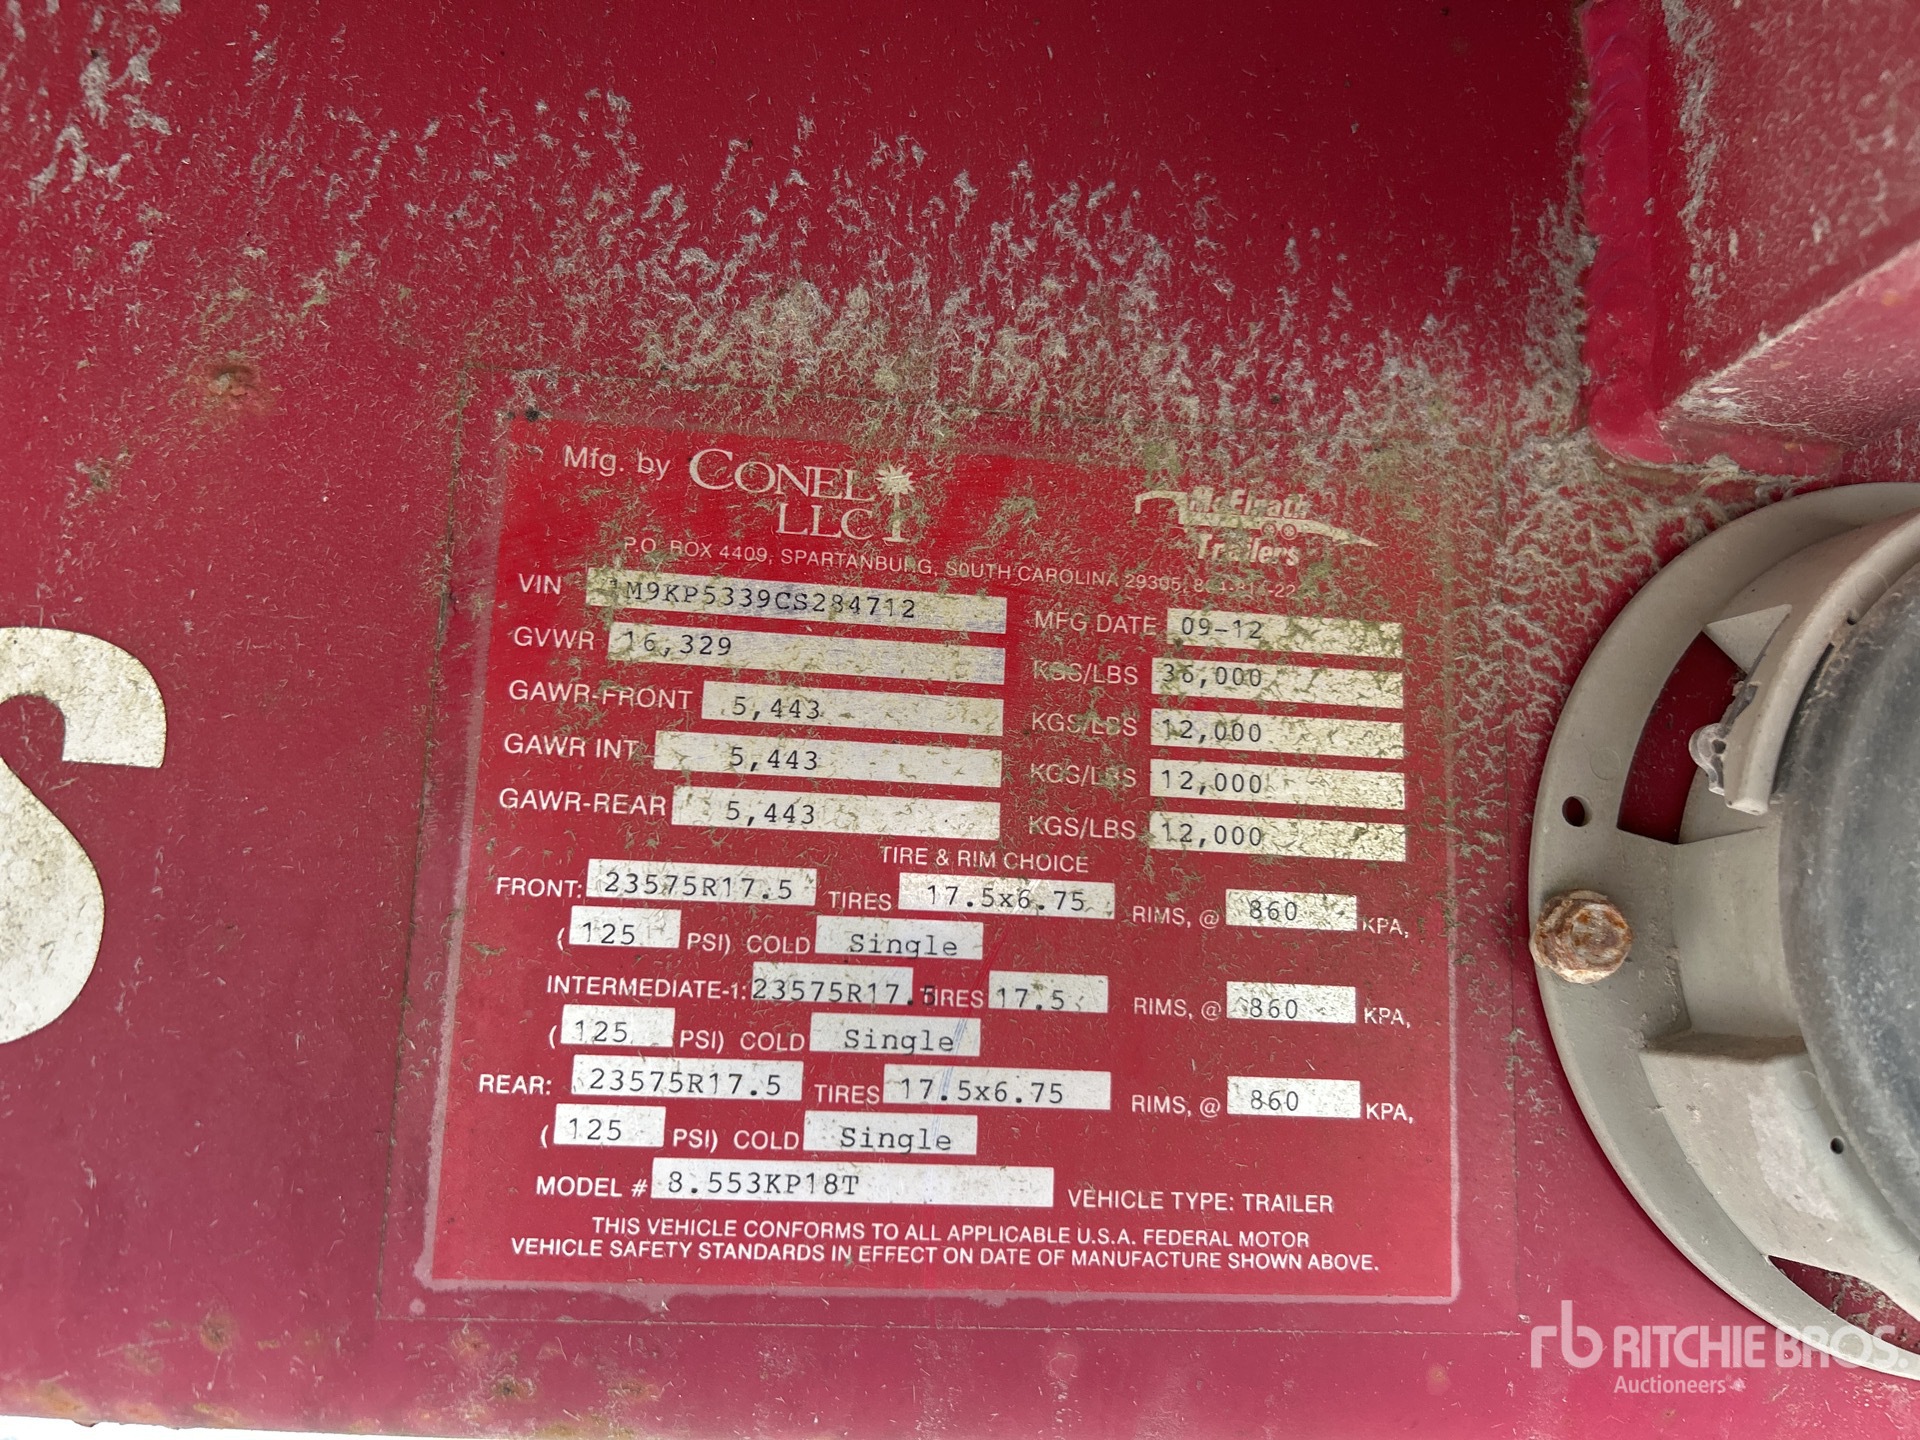 Mfg. by CONEL
LLC
McElrath
Trailers
P.O. BOX 4409, SPARTANBURG, SOUTH CAROLINA 29305
VIN 1M9KP5339CS284712 MFG DATE 09-12
GVWR 16,329 KGS/LBS 36,000
GAWR-FRONT 5,443 KGS/LBS 12,000
GAWR INT 5,443 KGS/LBS 12,000
GAWR-REAR 5,443 KGS/LBS 12,000
TIRE & RIM CHOICE
FRONT: 23575R17.5 TIRES 17.5x6.75 RIMS, @ 860 KPA,
(125 PSI) COLD Single
INTERMEDIATE-1: 23575R17.5 TIRES 17.5x RIMS, @ 860 KPA,
(125 PSI) COLD Single
REAR: 23575R17.5 TIRES 17.5x6.75 RIMS, @ 860 KPA,
(125 PSI) COLD Single
MODEL # 8.553KP18T VEHICLE TYPE: TRAILER
THIS VEHICLE CONFORMS TO ALL APPLICABLE U.S.A. FEDERAL MOTOR
VEHICLE SAFETY STANDARDS IN EFFECT ON DATE OF MANUFACTURE SHOWN ABOVE.
rb RITCHIE BROS.
Auctioneers